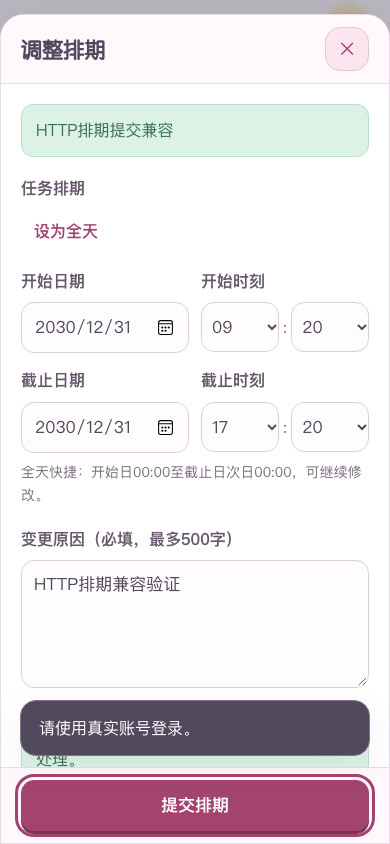 调整排期
HTTP排期提交兼容
任务排期
设为全天
开始日期
开始时刻
2030/12/31
09
:
20
截止日期
截止时刻
2030/12/31
17
:
20
全天快捷：开始日00:00至截止日次日00:00，可继续修
改。
变更原因（必填，最多500字）
HTTP排期兼容验证
请使用真实账号登录。
处理。
提交排期